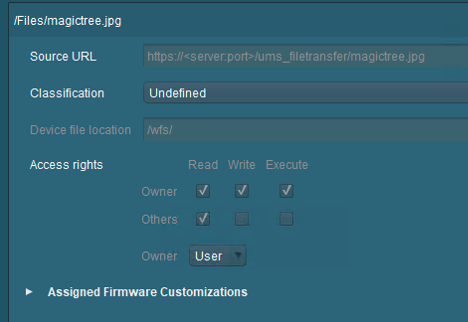 /Files/magictree.jpg
Source URL https://<server:port>/ums_filetransfer/magictree.jpg
Classification Undefined
Device file location /wfs/
Access rights Read Write Execute
Owner
Others
Owner User
Assigned Firmware Customizations